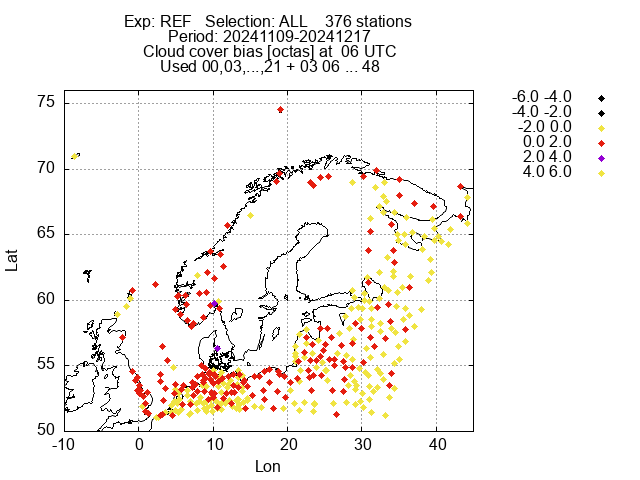 Exp: REF   Selection: ALL    376 stations
Period: 20241109-20241217
Cloud cover bias [octas] at  06 UTC
Used 00,03,...,21 + 03 06 ... 48
-6.0 -4.0
-4.0 -2.0
-2.0 0.0
0.0 2.0
2.0 4.0
4.0 6.0
75
70
65
60
55
50
Lat
-10 0 10 20 30 40
Lon